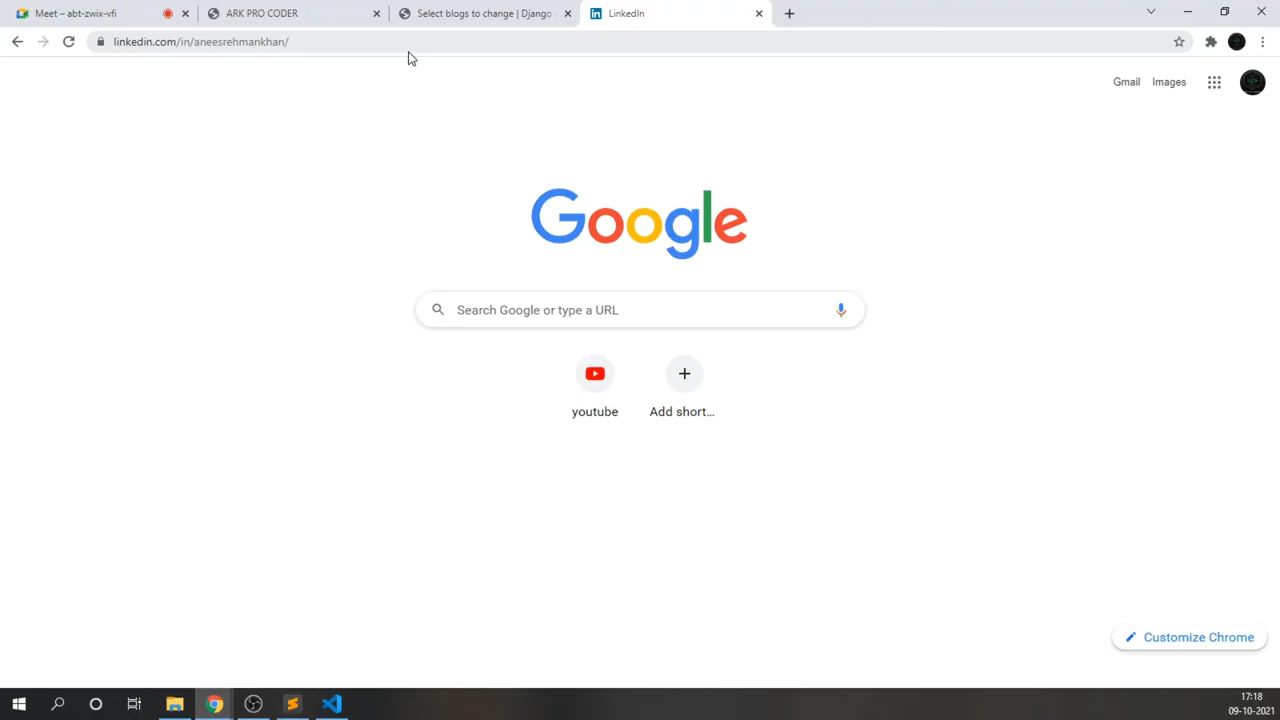 Meet – abt-zwix-vfi
ARK PRO CODER
Select blogs to change | Django
LinkedIn
linkedin.com/in/aneesrehmankhan/
Gmail
Images
Google
Search Google or type a URL
youtube
Add short...
Customize Chrome
17:18
09-10-2021